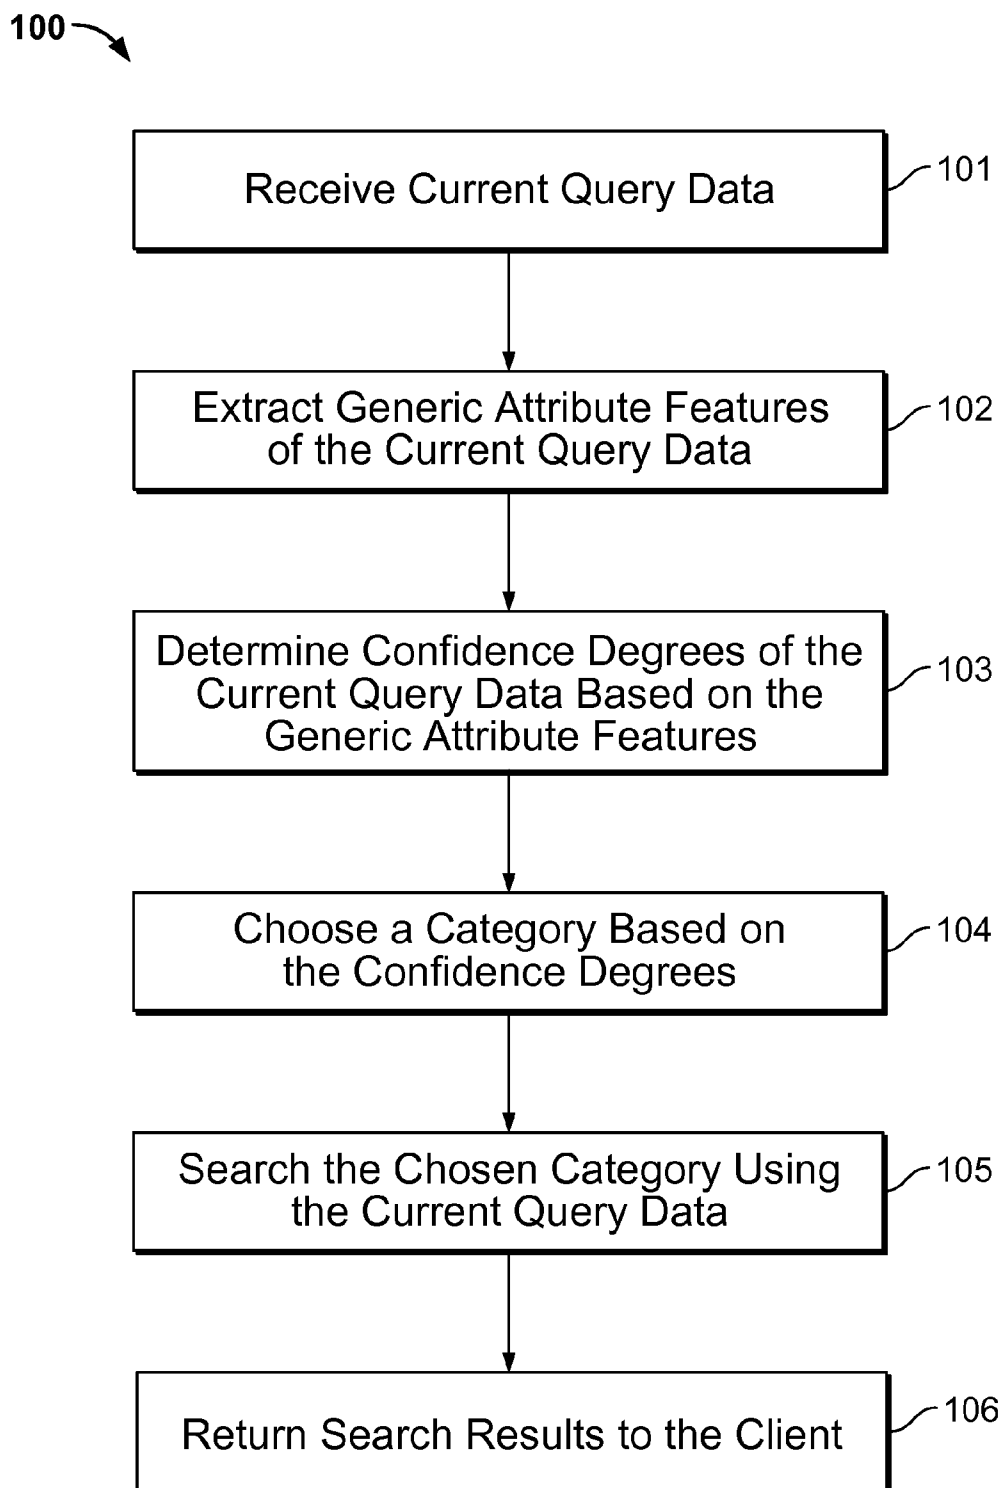 100
Receive Current Query Data
101
Extract Generic Attribute Features
of the Current Query Data
102
Determine Confidence Degrees of the
Current Query Data Based on the
Generic Attribute Features
103
Choose a Category Based on
the Confidence Degrees
104
Search the Chosen Category Using
the Current Query Data
105
Return Search Results to the Client
106